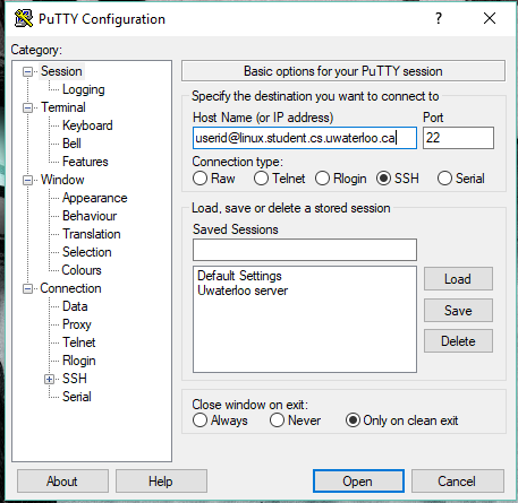 PuTTY Configuration
?
Category:
Session
Logging
Terminal
Keyboard
Bell
Features
Window
Appearance
Behaviour
Translation
Selection
Colours
Connection
Data
Proxy
Telnet
Rlogin
SSH
Serial
Basic options for your PuTTY session
Specify the destination you want to connect to
Host Name (or IP address) Port
userid@linux.student.cs.uwaterloo.ca 22
Connection type:
Raw Telnet Rlogin SSH Serial
Load, save or delete a stored session
Saved Sessions
Default Settings
Uwaterloo server
Load
Save
Delete
Close window on exit:
Always Never Only on clean exit
About Help Open Cancel